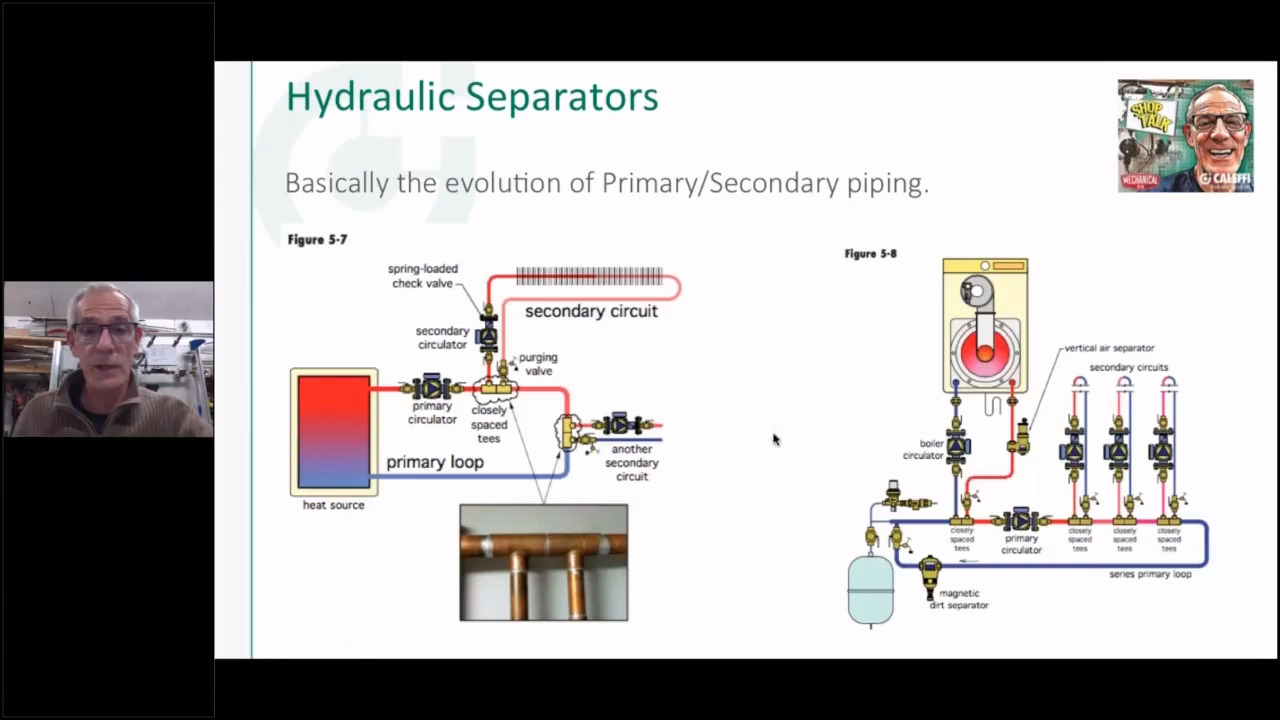 Hydraulic Separators
Basically the evolution of Primary/Secondary piping.
SHOP
TALK
MECHANICAL
CALEFFI
Figure 5-7
spring-loaded
check valve
secondary circuit
secondary
circulator
purging
valve
primary
circulator
closely
spaced
tees
primary loop
another
secondary
circuit
heat source
Figure 5-8
vertical air separator
secondary circuits
boiler
circulator
closely
spaced
tees
primary
circulator
closely
spaced
tees
closely
spaced
tees
closely
spaced
tees
series primary loop
magnetic
dirt separator